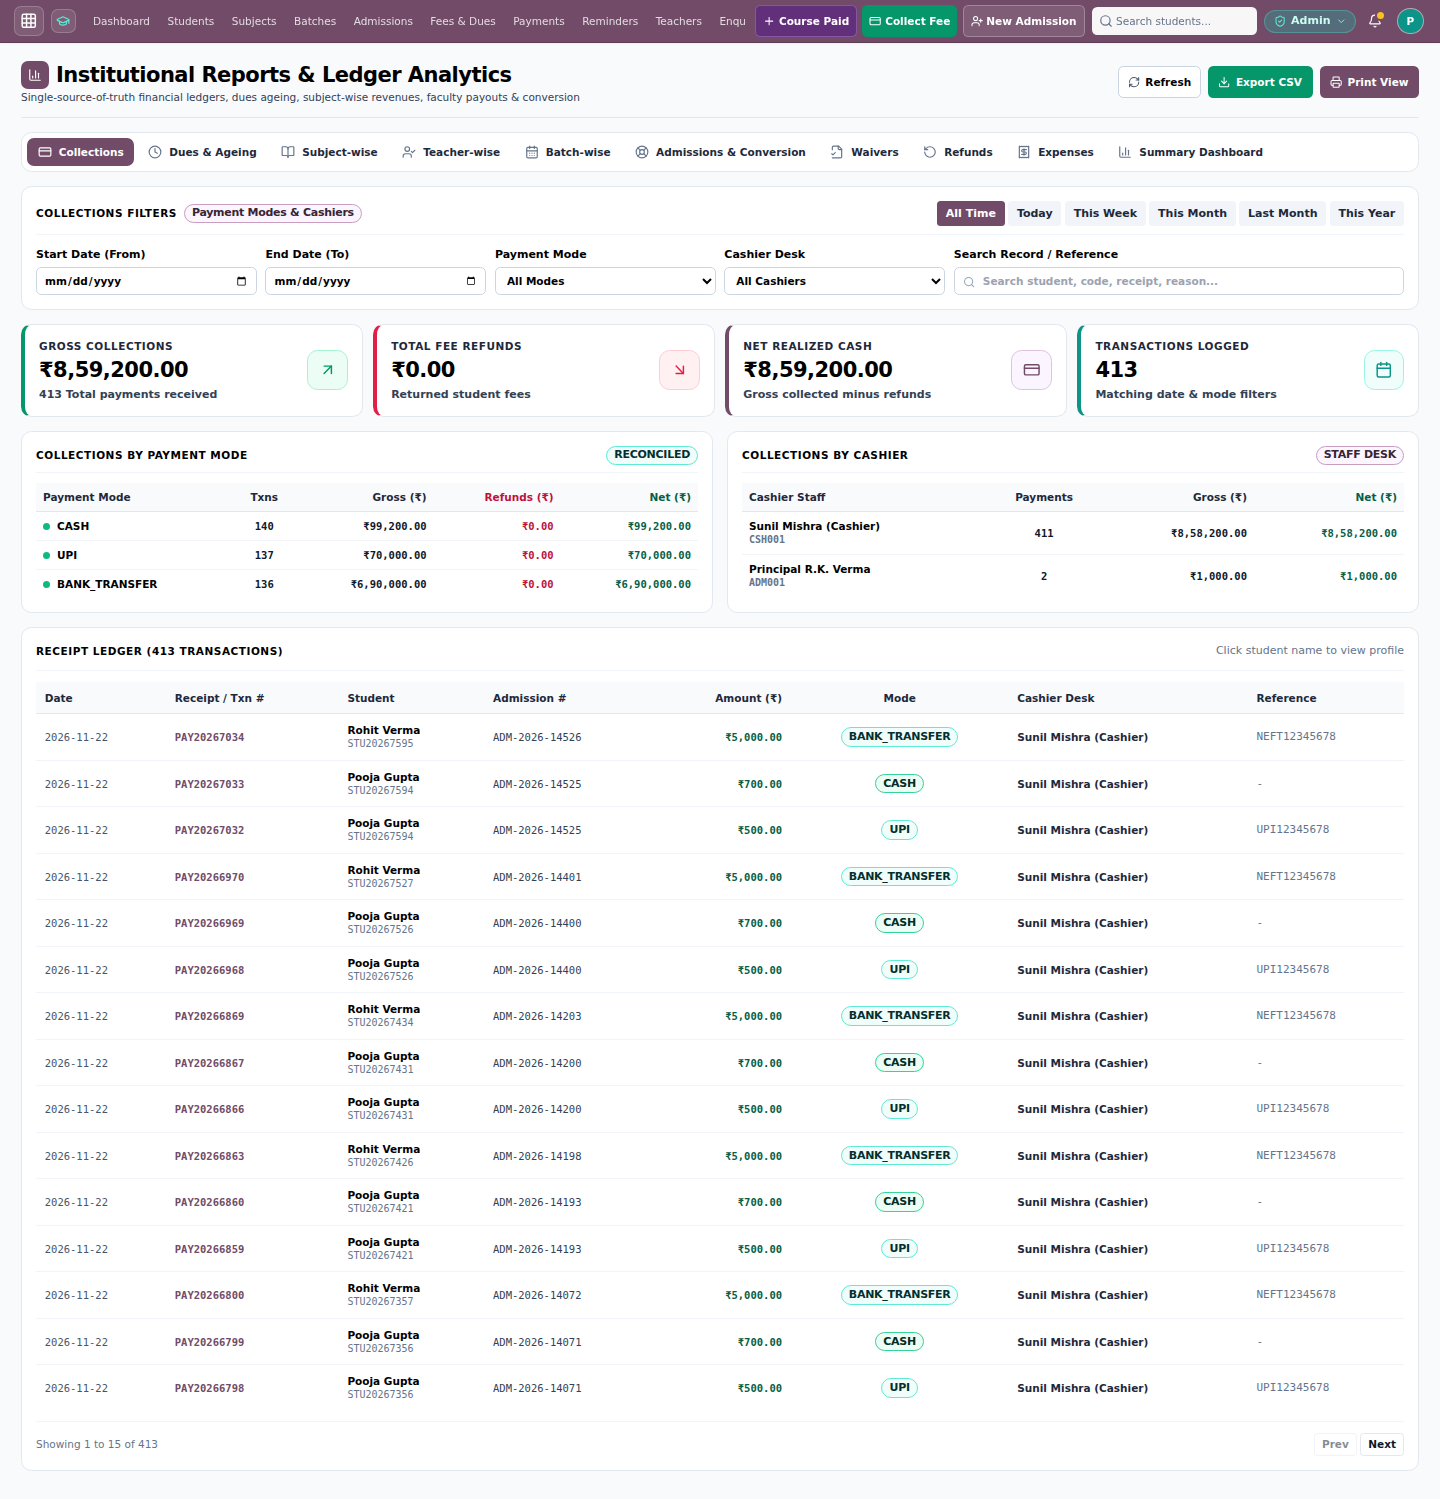 Dashboard Students Subjects Batches Admissions Fees & Dues Payments Reminders Teachers Enqu Course Paid Collect Fee New Admission Search students... Admin P
Institutional Reports & Ledger Analytics
Single-source-of-truth financial ledgers, dues ageing, subject-wise revenues, faculty payouts & conversion
Refresh Export CSV Print View
Collections Dues & Ageing Subject-wise Teacher-wise Batch-wise Admissions & Conversion Waivers Refunds Expenses Summary Dashboard
COLLECTIONS FILTERS Payment Modes & Cashiers All Time Today This Week This Month Last Month This Year
Start Date (From) End Date (To) Payment Mode Cashier Desk Search Record / Reference
mm/dd/yyyy mm/dd/yyyy All Modes All Cashiers Search student, code, receipt, reason...
GROSS COLLECTIONS
₹8,59,200.00
413 Total payments received
TOTAL FEE REFUNDS
₹0.00
Returned student fees
NET REALIZED CASH
₹8,59,200.00
Gross collected minus refunds
TRANSACTIONS LOGGED
413
Matching date & mode filters
COLLECTIONS BY PAYMENT MODE RECONCILED
Payment Mode Txns Gross (₹) Refunds (₹) Net (₹)
CASH 140 ₹99,200.00 ₹0.00 ₹99,200.00
UPI 137 ₹70,000.00 ₹0.00 ₹70,000.00
BANK_TRANSFER 136 ₹6,90,000.00 ₹0.00 ₹6,90,000.00
COLLECTIONS BY CASHIER STAFF DESK
Cashier Staff Payments Gross (₹) Net (₹)
Sunil Mishra (Cashier) 411 ₹8,58,200.00 ₹8,58,200.00
CSH001
Principal R.K. Verma 2 ₹1,000.00 ₹1,000.00
ADM001
RECEIPT LEDGER (413 TRANSACTIONS) Click student name to view profile
Date Receipt / Txn # Student Admission # Amount (₹) Mode Cashier Desk Reference
2026-11-22 PAY20267034 Rohit Verma ADM-2026-14526 ₹5,000.00 BANK_TRANSFER Sunil Mishra (Cashier) NEFT12345678
STU20267595
2026-11-22 PAY20267033 Pooja Gupta ADM-2026-14525 ₹700.00 CASH Sunil Mishra (Cashier) -
STU20267594
2026-11-22 PAY20267032 Pooja Gupta ADM-2026-14525 ₹500.00 UPI Sunil Mishra (Cashier) UPI12345678
STU20267594
2026-11-22 PAY20266970 Rohit Verma ADM-2026-14401 ₹5,000.00 BANK_TRANSFER Sunil Mishra (Cashier) NEFT12345678
STU20267527
2026-11-22 PAY20266969 Pooja Gupta ADM-2026-14400 ₹700.00 CASH Sunil Mishra (Cashier) -
STU20267526
2026-11-22 PAY20266968 Pooja Gupta ADM-2026-14400 ₹500.00 UPI Sunil Mishra (Cashier) UPI12345678
STU20267526
2026-11-22 PAY20266869 Rohit Verma ADM-2026-14203 ₹5,000.00 BANK_TRANSFER Sunil Mishra (Cashier) NEFT12345678
STU20267434
2026-11-22 PAY20266867 Pooja Gupta ADM-2026-14200 ₹700.00 CASH Sunil Mishra (Cashier) -
STU20267431
2026-11-22 PAY20266866 Pooja Gupta ADM-2026-14200 ₹500.00 UPI Sunil Mishra (Cashier) UPI12345678
STU20267431
2026-11-22 PAY20266863 Rohit Verma ADM-2026-14198 ₹5,000.00 BANK_TRANSFER Sunil Mishra (Cashier) NEFT12345678
STU20267426
2026-11-22 PAY20266860 Pooja Gupta ADM-2026-14193 ₹700.00 CASH Sunil Mishra (Cashier) -
STU20267421
2026-11-22 PAY20266859 Pooja Gupta ADM-2026-14193 ₹500.00 UPI Sunil Mishra (Cashier) UPI12345678
STU20267421
2026-11-22 PAY20266800 Rohit Verma ADM-2026-14072 ₹5,000.00 BANK_TRANSFER Sunil Mishra (Cashier) NEFT12345678
STU20267357
2026-11-22 PAY20266799 Pooja Gupta ADM-2026-14071 ₹700.00 CASH Sunil Mishra (Cashier) -
STU20267356
2026-11-22 PAY20266798 Pooja Gupta ADM-2026-14071 ₹500.00 UPI Sunil Mishra (Cashier) UPI12345678
STU20267356
Showing 1 to 15 of 413 Prev Next